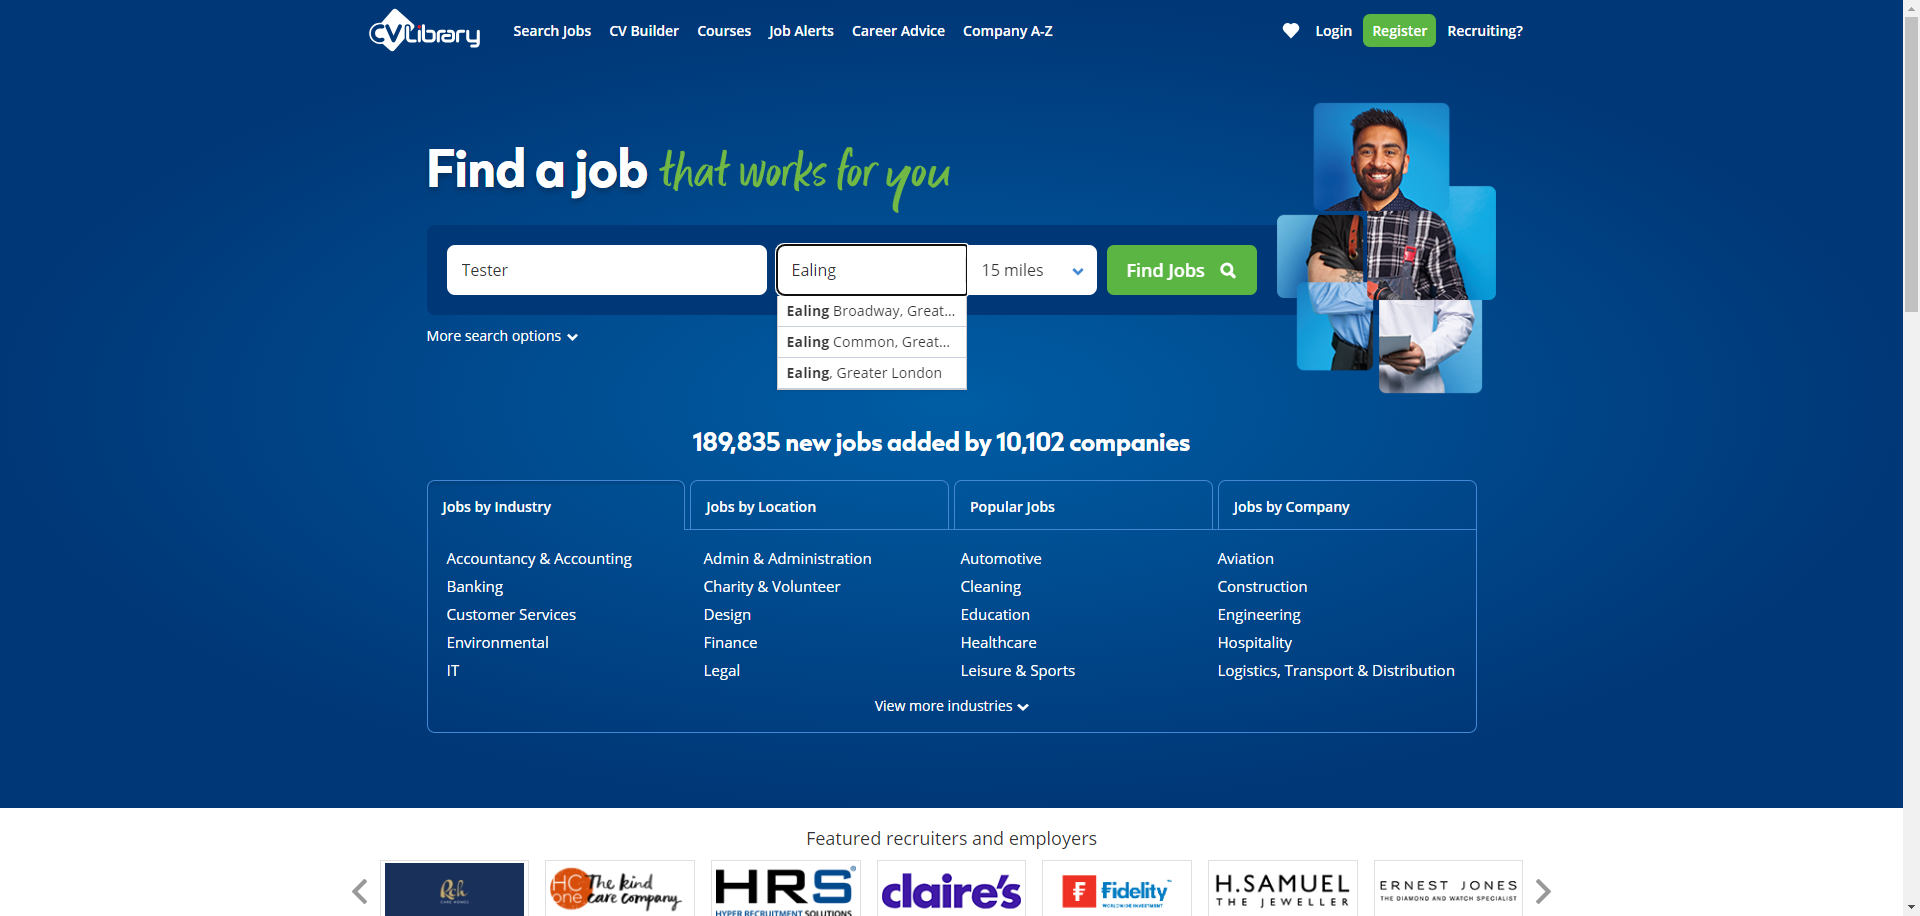 CV Library
Search Jobs
CV Builder
Courses
Job Alerts
Career Advice
Company A-Z
Login
Register
Recruiting?
Find a job that works for you
Tester
Ealing
15 miles
Find Jobs
Ealing Broadway, Great...
Ealing Common, Great...
Ealing, Greater London
More search options
189,835 new jobs added by 10,102 companies
Jobs by Industry
Jobs by Location
Popular Jobs
Jobs by Company
Accountancy & Accounting
Admin & Administration
Automotive
Aviation
Banking
Charity & Volunteer
Cleaning
Construction
Customer Services
Design
Education
Engineering
Environmental
Finance
Healthcare
Hospitality
IT
Legal
Leisure & Sports
Logistics, Transport & Distribution
View more industries
Featured recruiters and employers
Rch
CARE HOMES
HC
one
The kind
care company
HRS
HYPER RECRUITMENT SOLUTIONS
claire's
Fidelity™
WORLDWIDE INVESTMENT
H.SAMUEL
THE JEWELLER
ERNEST JONES
THE DIAMOND AND WATCH SPECIALIST